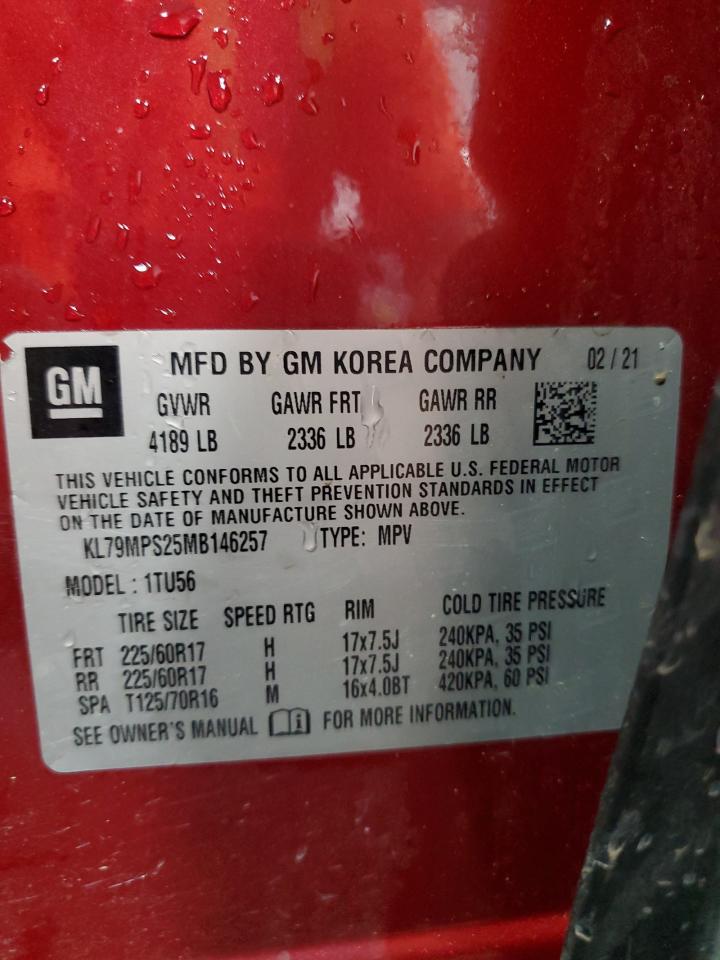 GM
MFD BY GM KOREA COMPANY 02 / 21
GVWR GAWR FRT GAWR RR
4189 LB 2336 LB 2336 LB
THIS VEHICLE CONFORMS TO ALL APPLICABLE U.S. FEDERAL MOTOR
VEHICLE SAFETY AND THEFT PREVENTION STANDARDS IN EFFECT
ON THE DATE OF MANUFACTURE SHOWN ABOVE.
KL79MPS25MB146257 TYPE: MPV
MODEL : 1TU56
TIRE SIZE SPEED RTG RIM COLD TIRE PRESSURE
FRT 225/60R17 H 17x7.5J 240KPA, 35 PSI
RR 225/60R17 H 17x7.5J 240KPA, 35 PSI
SPA T125/70R16 M 16x4.0BT 420KPA, 60 PSI
SEE OWNER'S MANUAL i FOR MORE INFORMATION.